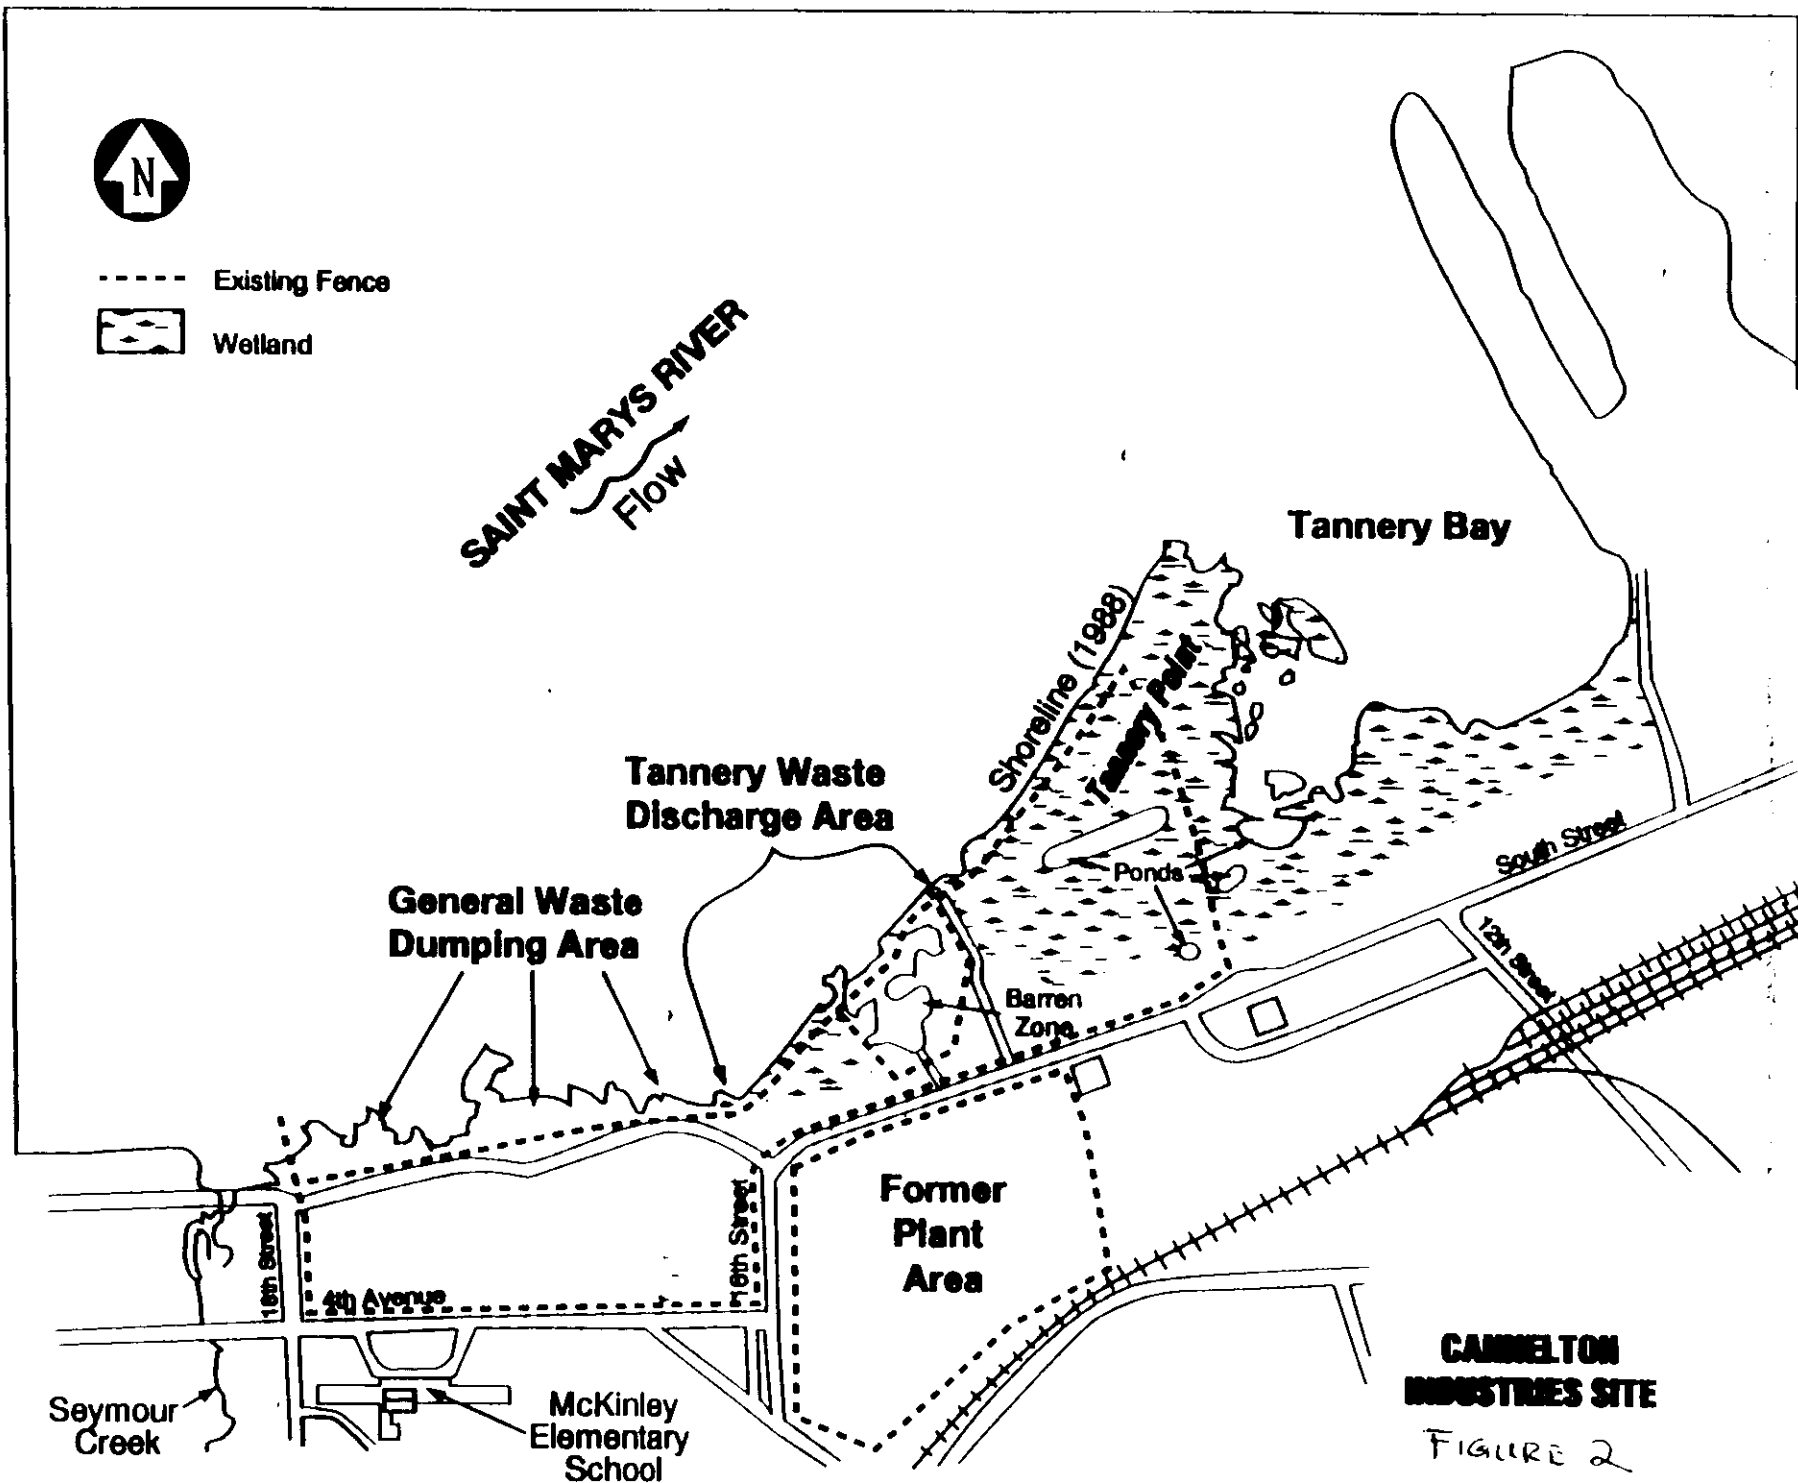 N
Existing Fence
Wetland
SAINT MARYS RIVER
Flow
Tannery Bay
Shoreline (1988)
Tannery Point
Tannery Waste
Discharge Area
General Waste
Dumping Area
Ponds
South Street
12th Street
Barren
Zone
Former
Plant
Area
18th Street
16th Street
4th Avenue
Seymour
Creek
McKinley
Elementary
School
CANNELTON
INDUSTRIES SITE
FIGURE 2